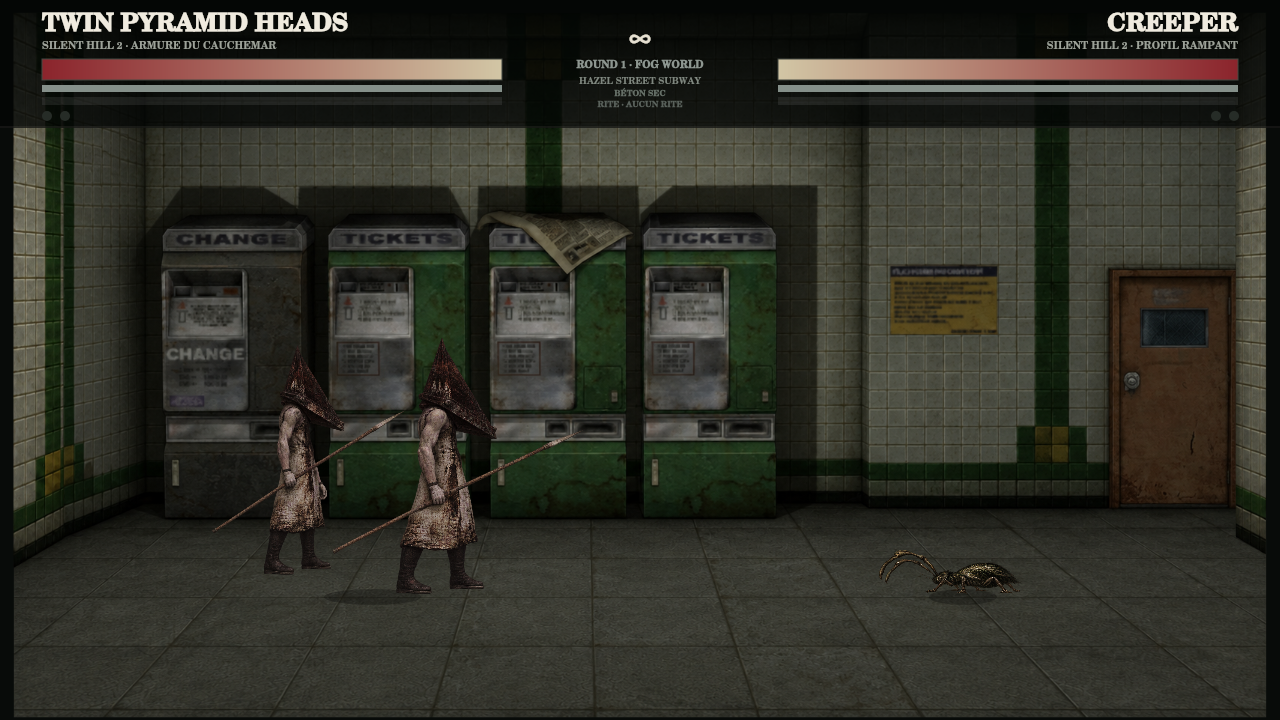 TWIN PYRAMID HEADS
SILENT HILL 2 · ARMURE DU CAUCHEMAR
∞
ROUND 1 · FOG WORLD
HAZEL STREET SUBWAY
BÉTON SEC
RITE · AUCUN RITE
CREEPER
SILENT HILL 2 · PROFIL RAMPANT
CHANGE
TICKETS
TI
TICKETS
CHANGE